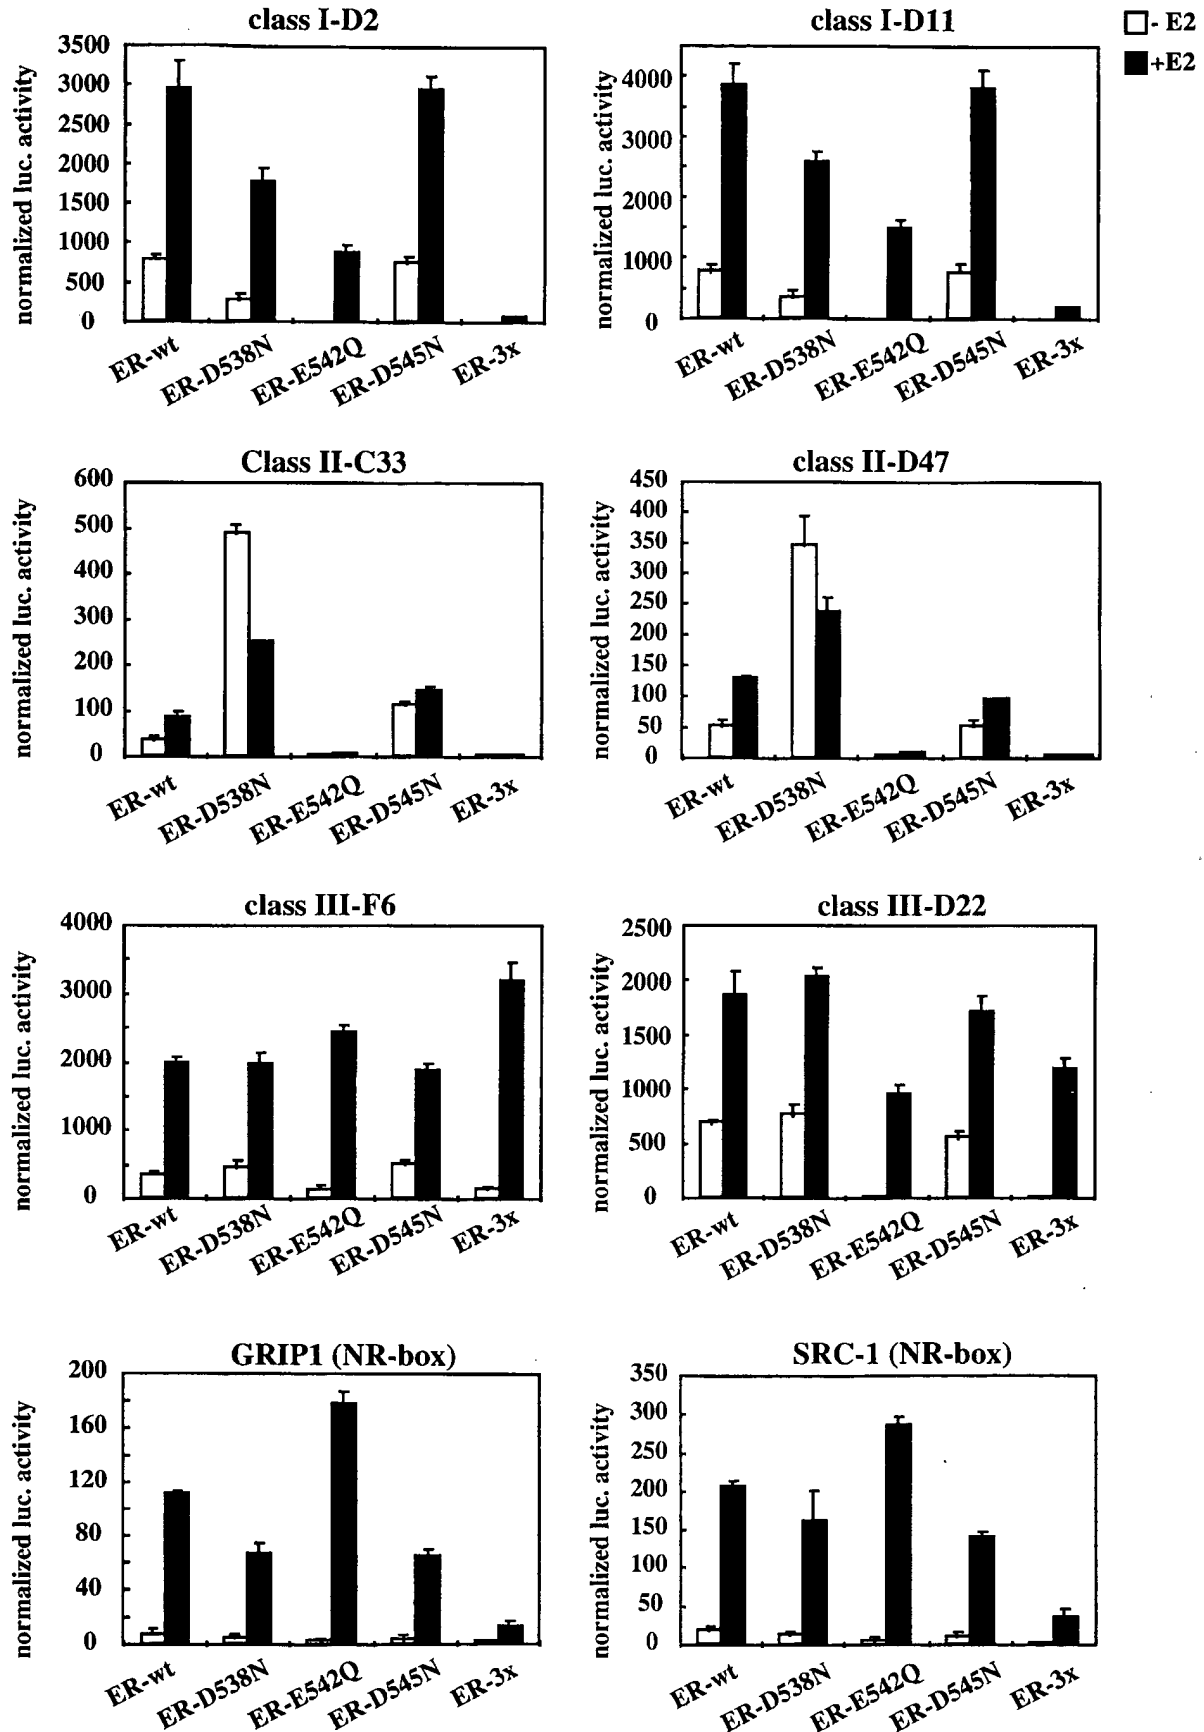 class I-D2
class I-D11
- E2
+E2
normalized luc. activity
3500
3000
2500
2000
1500
1000
500
0
ER-wt
ER-D538N
ER-E542Q
ER-D545N
ER-3x
normalized luc. activity
4000
3000
2000
1000
0
ER-wt
ER-D538N
ER-E542Q
ER-D545N
ER-3x
Class II-C33
normalized luc. activity
600
500
400
300
200
100
0
ER-wt
ER-D538N
ER-E542Q
ER-D545N
ER-3x
class II-D47
normalized luc. activity
450
400
350
300
250
200
150
100
50
0
ER-wt
ER-D538N
ER-E542Q
ER-D545N
ER-3x
class III-F6
normalized luc. activity
4000
3000
2000
1000
0
ER-wt
ER-D538N
ER-E542Q
ER-D545N
ER-3x
class III-D22
normalized luc. activity
2500
2000
1500
1000
500
0
ER-wt
ER-D538N
ER-E542Q
ER-D545N
ER-3x
GRIP1 (NR-box)
normalized luc. activity
200
160
120
80
40
0
ER-wt
ER-D538N
ER-E542Q
ER-D545N
ER-3x
SRC-1 (NR-box)
normalized luc. activity
350
300
250
200
150
100
50
0
ER-wt
ER-D538N
ER-E542Q
ER-D545N
ER-3x